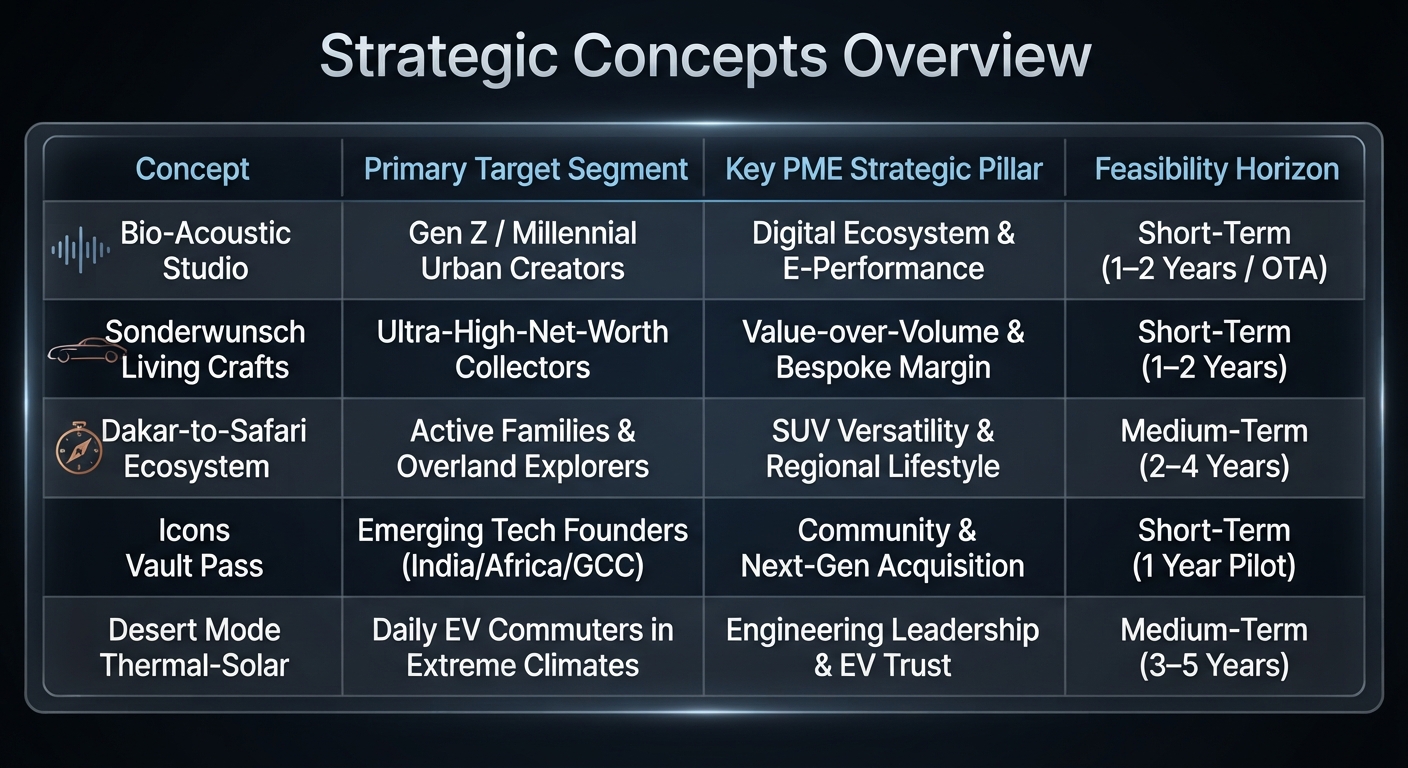 Strategic Concepts Overview
Concept
Primary Target Segment
Key PME Strategic Pillar
Feasibility Horizon
Bio-Acoustic
Studio
Gen Z / Millennial
Urban Creators
Digital Ecosystem &
E-Performance
Short-Term
(1–2 Years / OTA)
Sonderwunsch
Living Crafts
Ultra-High-Net-Worth
Collectors
Value-over-Volume &
Bespoke Margin
Short-Term
(1–2 Years)
Dakar-to-Safari
Ecosystem
Active Families &
Overland Explorers
SUV Versatility &
Regional Lifestyle
Medium-Term
(2–4 Years)
Icons
Vault Pass
Emerging Tech Founders
(India/Africa/GCC)
Community &
Next-Gen Acquisition
Short-Term
(1 Year Pilot)
Desert Mode
Thermal-Solar
Daily EV Commuters in
Extreme Climates
Engineering Leadership
& EV Trust
Medium-Term
(3–5 Years)